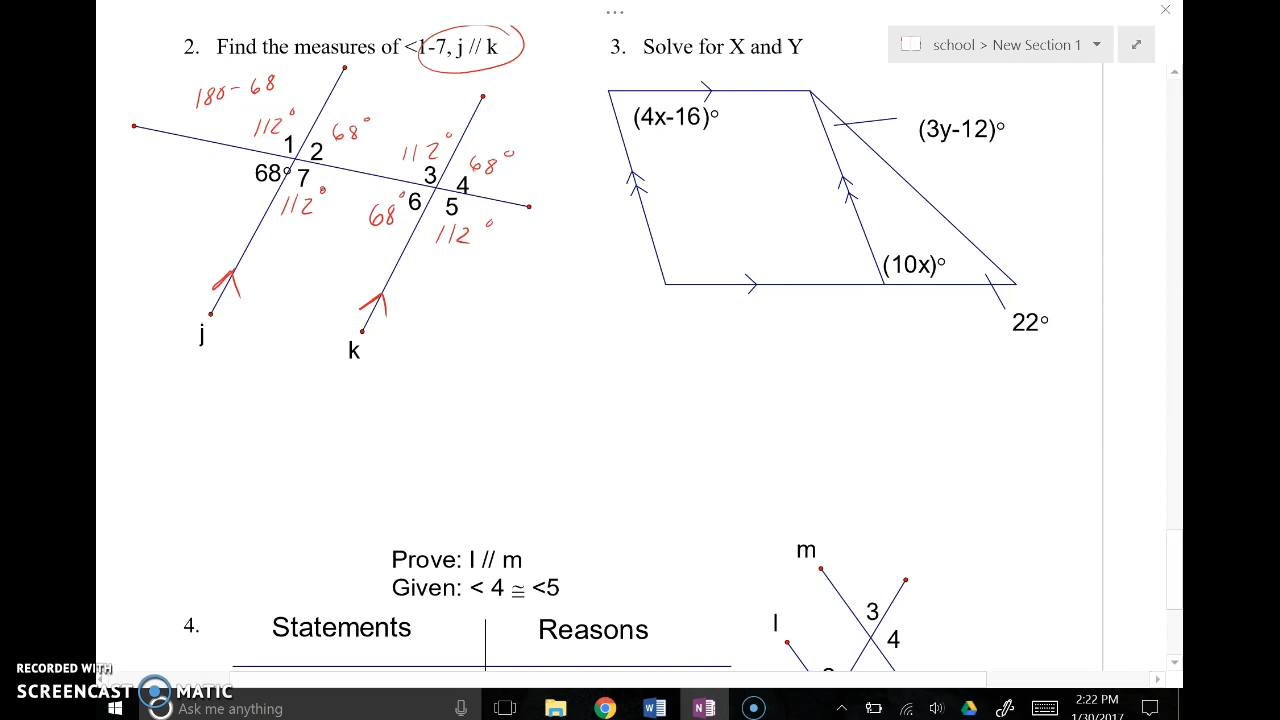 ...
school > New Section 1
2. Find the measures of <1-7, j // k
3. Solve for X and Y
180 - 68
112°
68°
1
2
68°
7
112°
112°
68°
3
4
68°
6
5
112°
j
k
(4x-16)°
(3y-12)°
(10x)°
22°
Prove: l // m
Given: < 4 ≅ <5
4.
Statements
Reasons
m
3
l
4
RECORDED WITH
SCREENCAST MATIC
Ask me anything
2:22 PM
1/30/2017